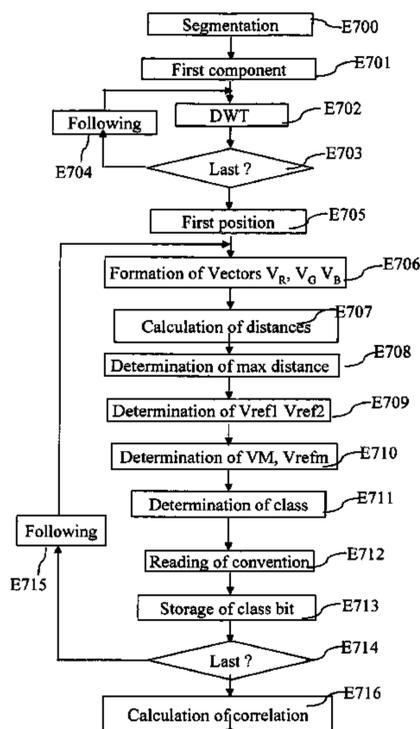 Segmentation
E700
First component
E701
DWT
E702
Following
E704
Last ?
E703
First position
E705
Formation of Vectors VR, VG VB
E706
Calculation of distances
E707
Determination of max distance
E708
Determination of Vref1 Vref2
E709
Determination of VM, Vrefm
E710
Determination of class
E711
Following
E715
Reading of convention
E712
Storage of class bit
E713
Last ?
E714
E716
Calculation of correlation